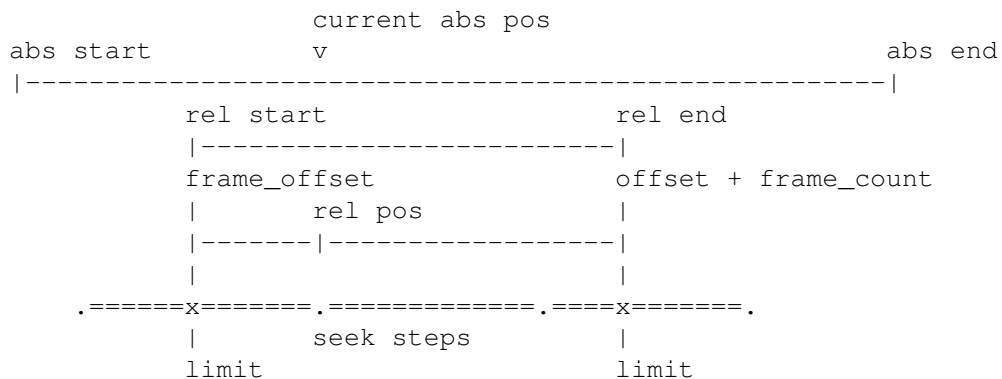 current abs pos
abs start v abs end
|-----------------------------------------------------|
rel start rel end
|--------------------------|
frame_offset offset + frame_count
| rel pos |
|-------|------------------|
| |
.======x=======.=============.====x=======.
| seek steps |
limit limit